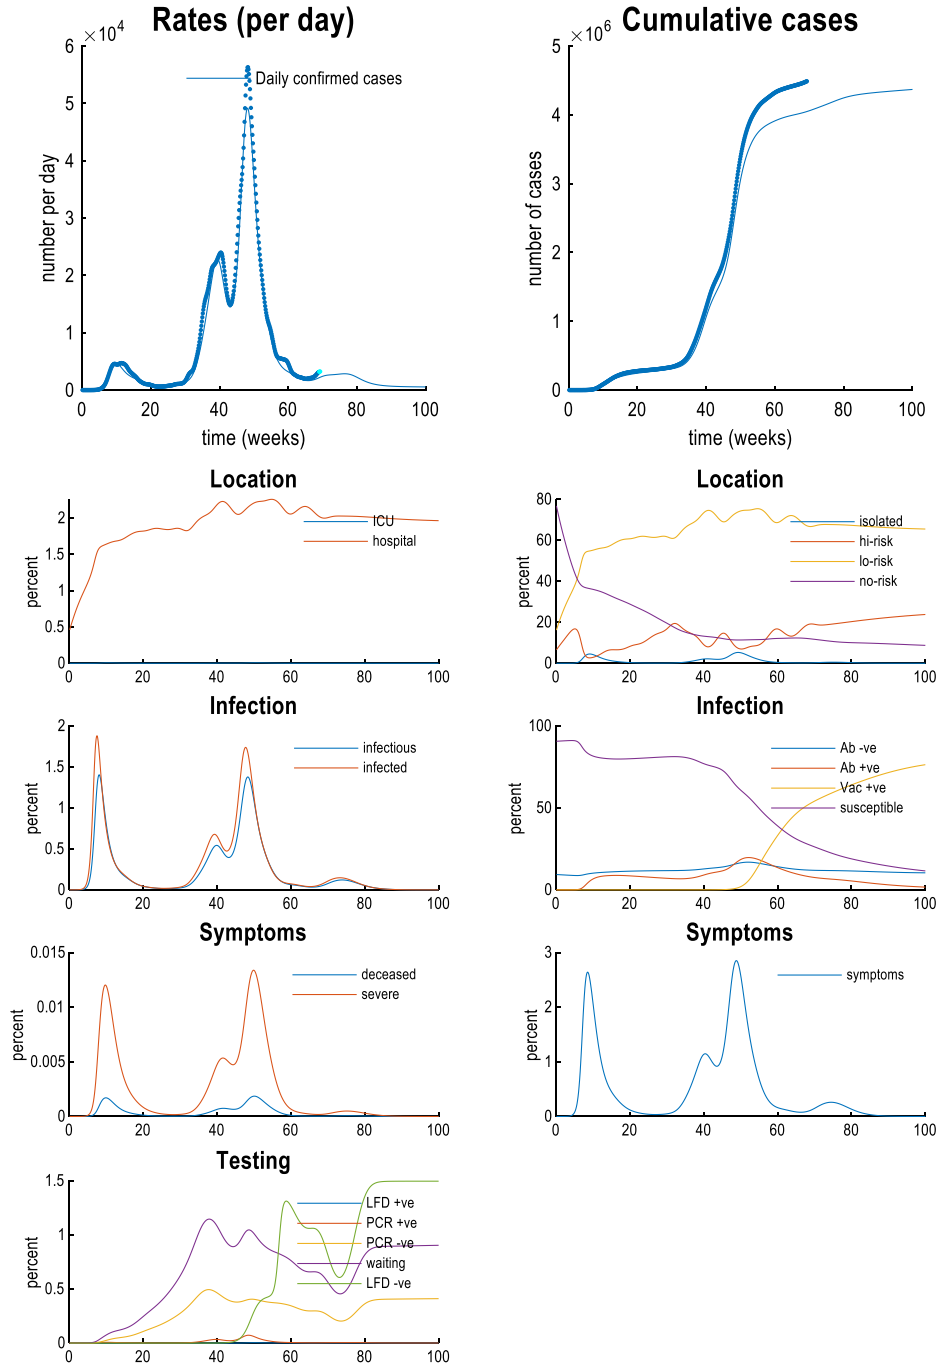 Rates (per day)
×10⁴
6
5
4
3
2
1
0
number per day
Daily confirmed cases
0 20 40 60 80 100
time (weeks)
Cumulative cases
×10⁶
5
4
3
2
1
0
number of cases
0 20 40 60 80 100
time (weeks)
Location
2
1.5
1
0.5
0
percent
ICU
hospital
0 20 40 60 80 100
Location
80
60
40
20
0
percent
isolated
hi-risk
lo-risk
no-risk
0 20 40 60 80 100
Infection
2
1.5
1
0.5
0
percent
infectious
infected
0 20 40 60 80 100
Infection
100
50
0
percent
Ab -ve
Ab +ve
Vac +ve
susceptible
0 20 40 60 80 100
Symptoms
0.015
0.01
0.005
0
percent
deceased
severe
0 20 40 60 80 100
Symptoms
3
2
1
0
percent
symptoms
0 20 40 60 80 100
Testing
1.5
1
0.5
0
percent
LFD +ve
PCR +ve
PCR -ve
waiting
LFD -ve
0 20 40 60 80 100